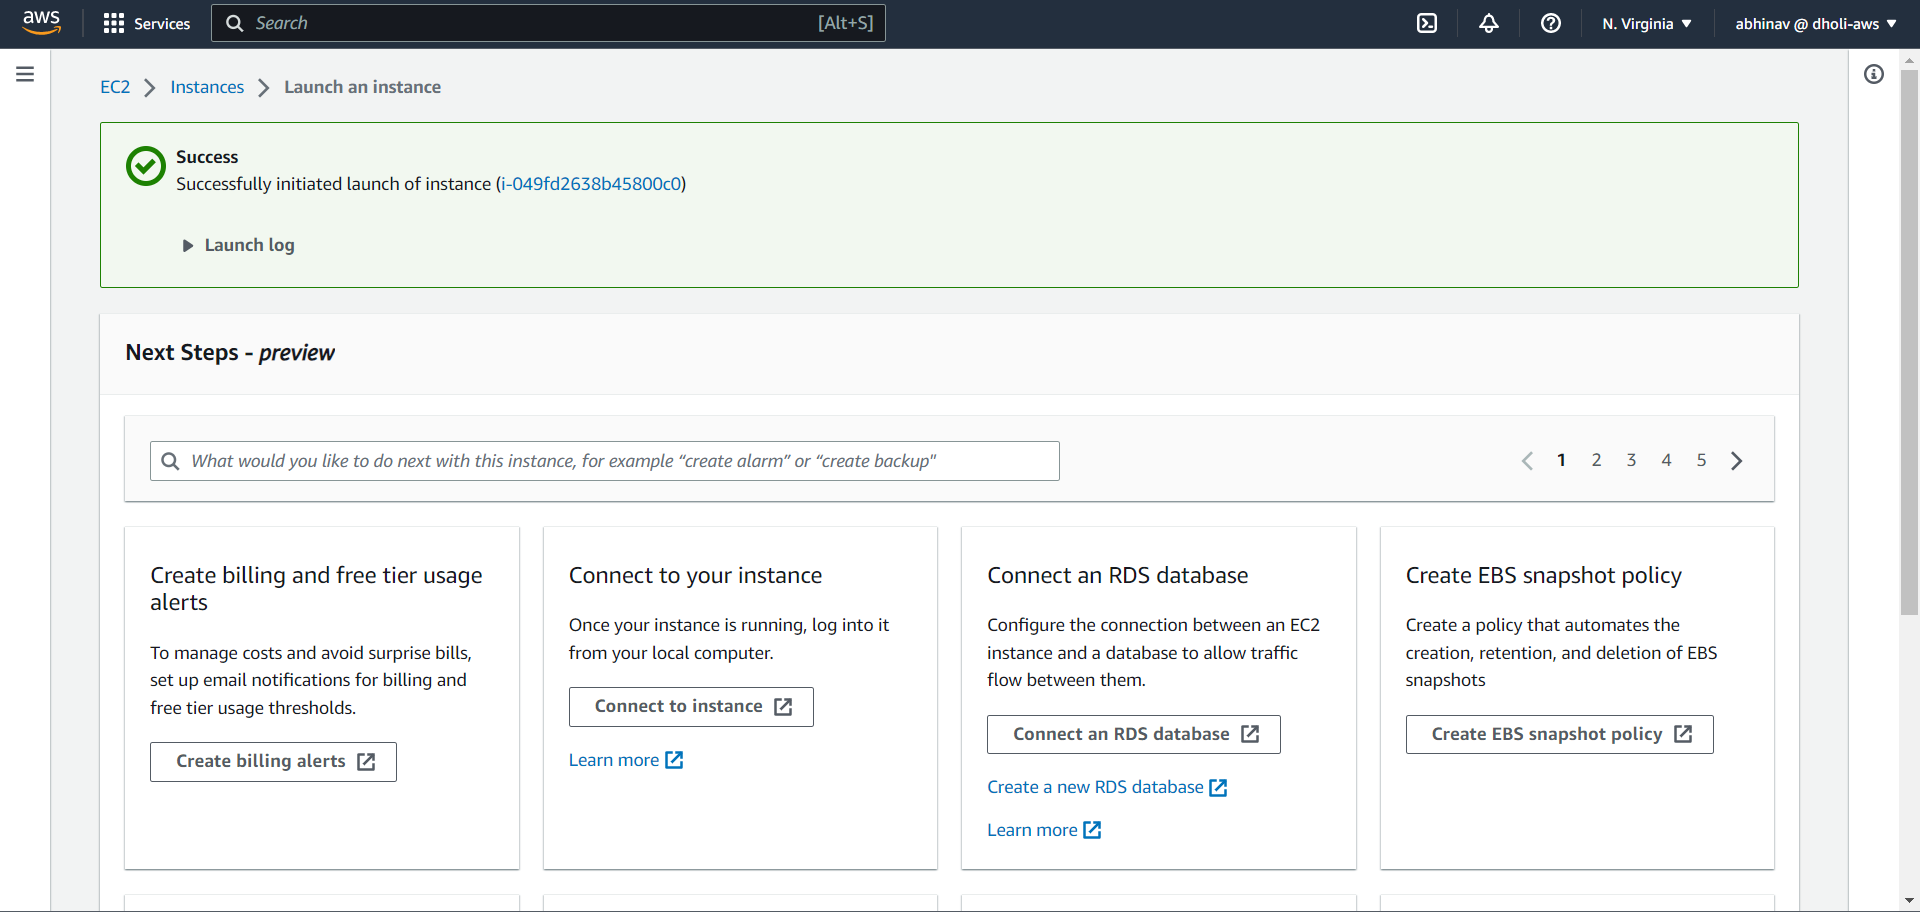 aws
Services
Search
[Alt+S]
N. Virginia
abhinav @ dholi-aws
EC2
Instances
Launch an instance
Success
Successfully initiated launch of instance (i-049fd2638b45800c0)
Launch log
Next Steps - preview
What would you like to do next with this instance, for example “create alarm” or “create backup"
1 2 3 4 5
Create billing and free tier usage
alerts
To manage costs and avoid surprise bills,
set up email notifications for billing and
free tier usage thresholds.
Create billing alerts
Connect to your instance
Once your instance is running, log into it
from your local computer.
Connect to instance
Learn more
Connect an RDS database
Configure the connection between an EC2
instance and a database to allow traffic
flow between them.
Connect an RDS database
Create a new RDS database
Learn more
Create EBS snapshot policy
Create a policy that automates the
creation, retention, and deletion of EBS
snapshots
Create EBS snapshot policy